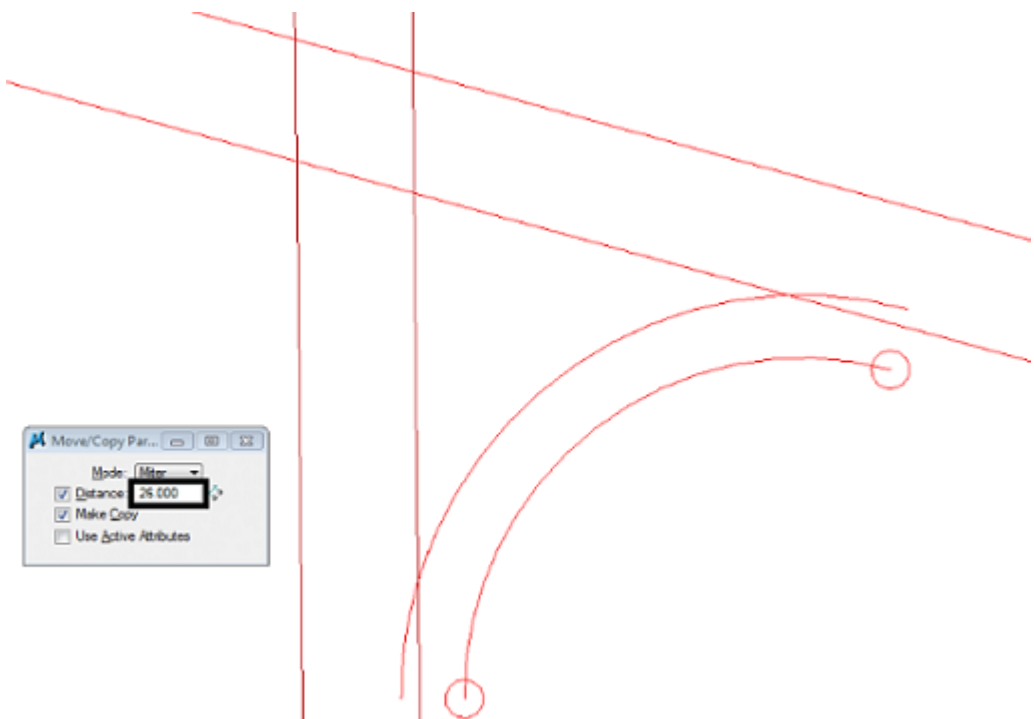 Move/Copy Par...
Mode: Miter
Distance: 26.000
Make Copy
Use Active Attributes